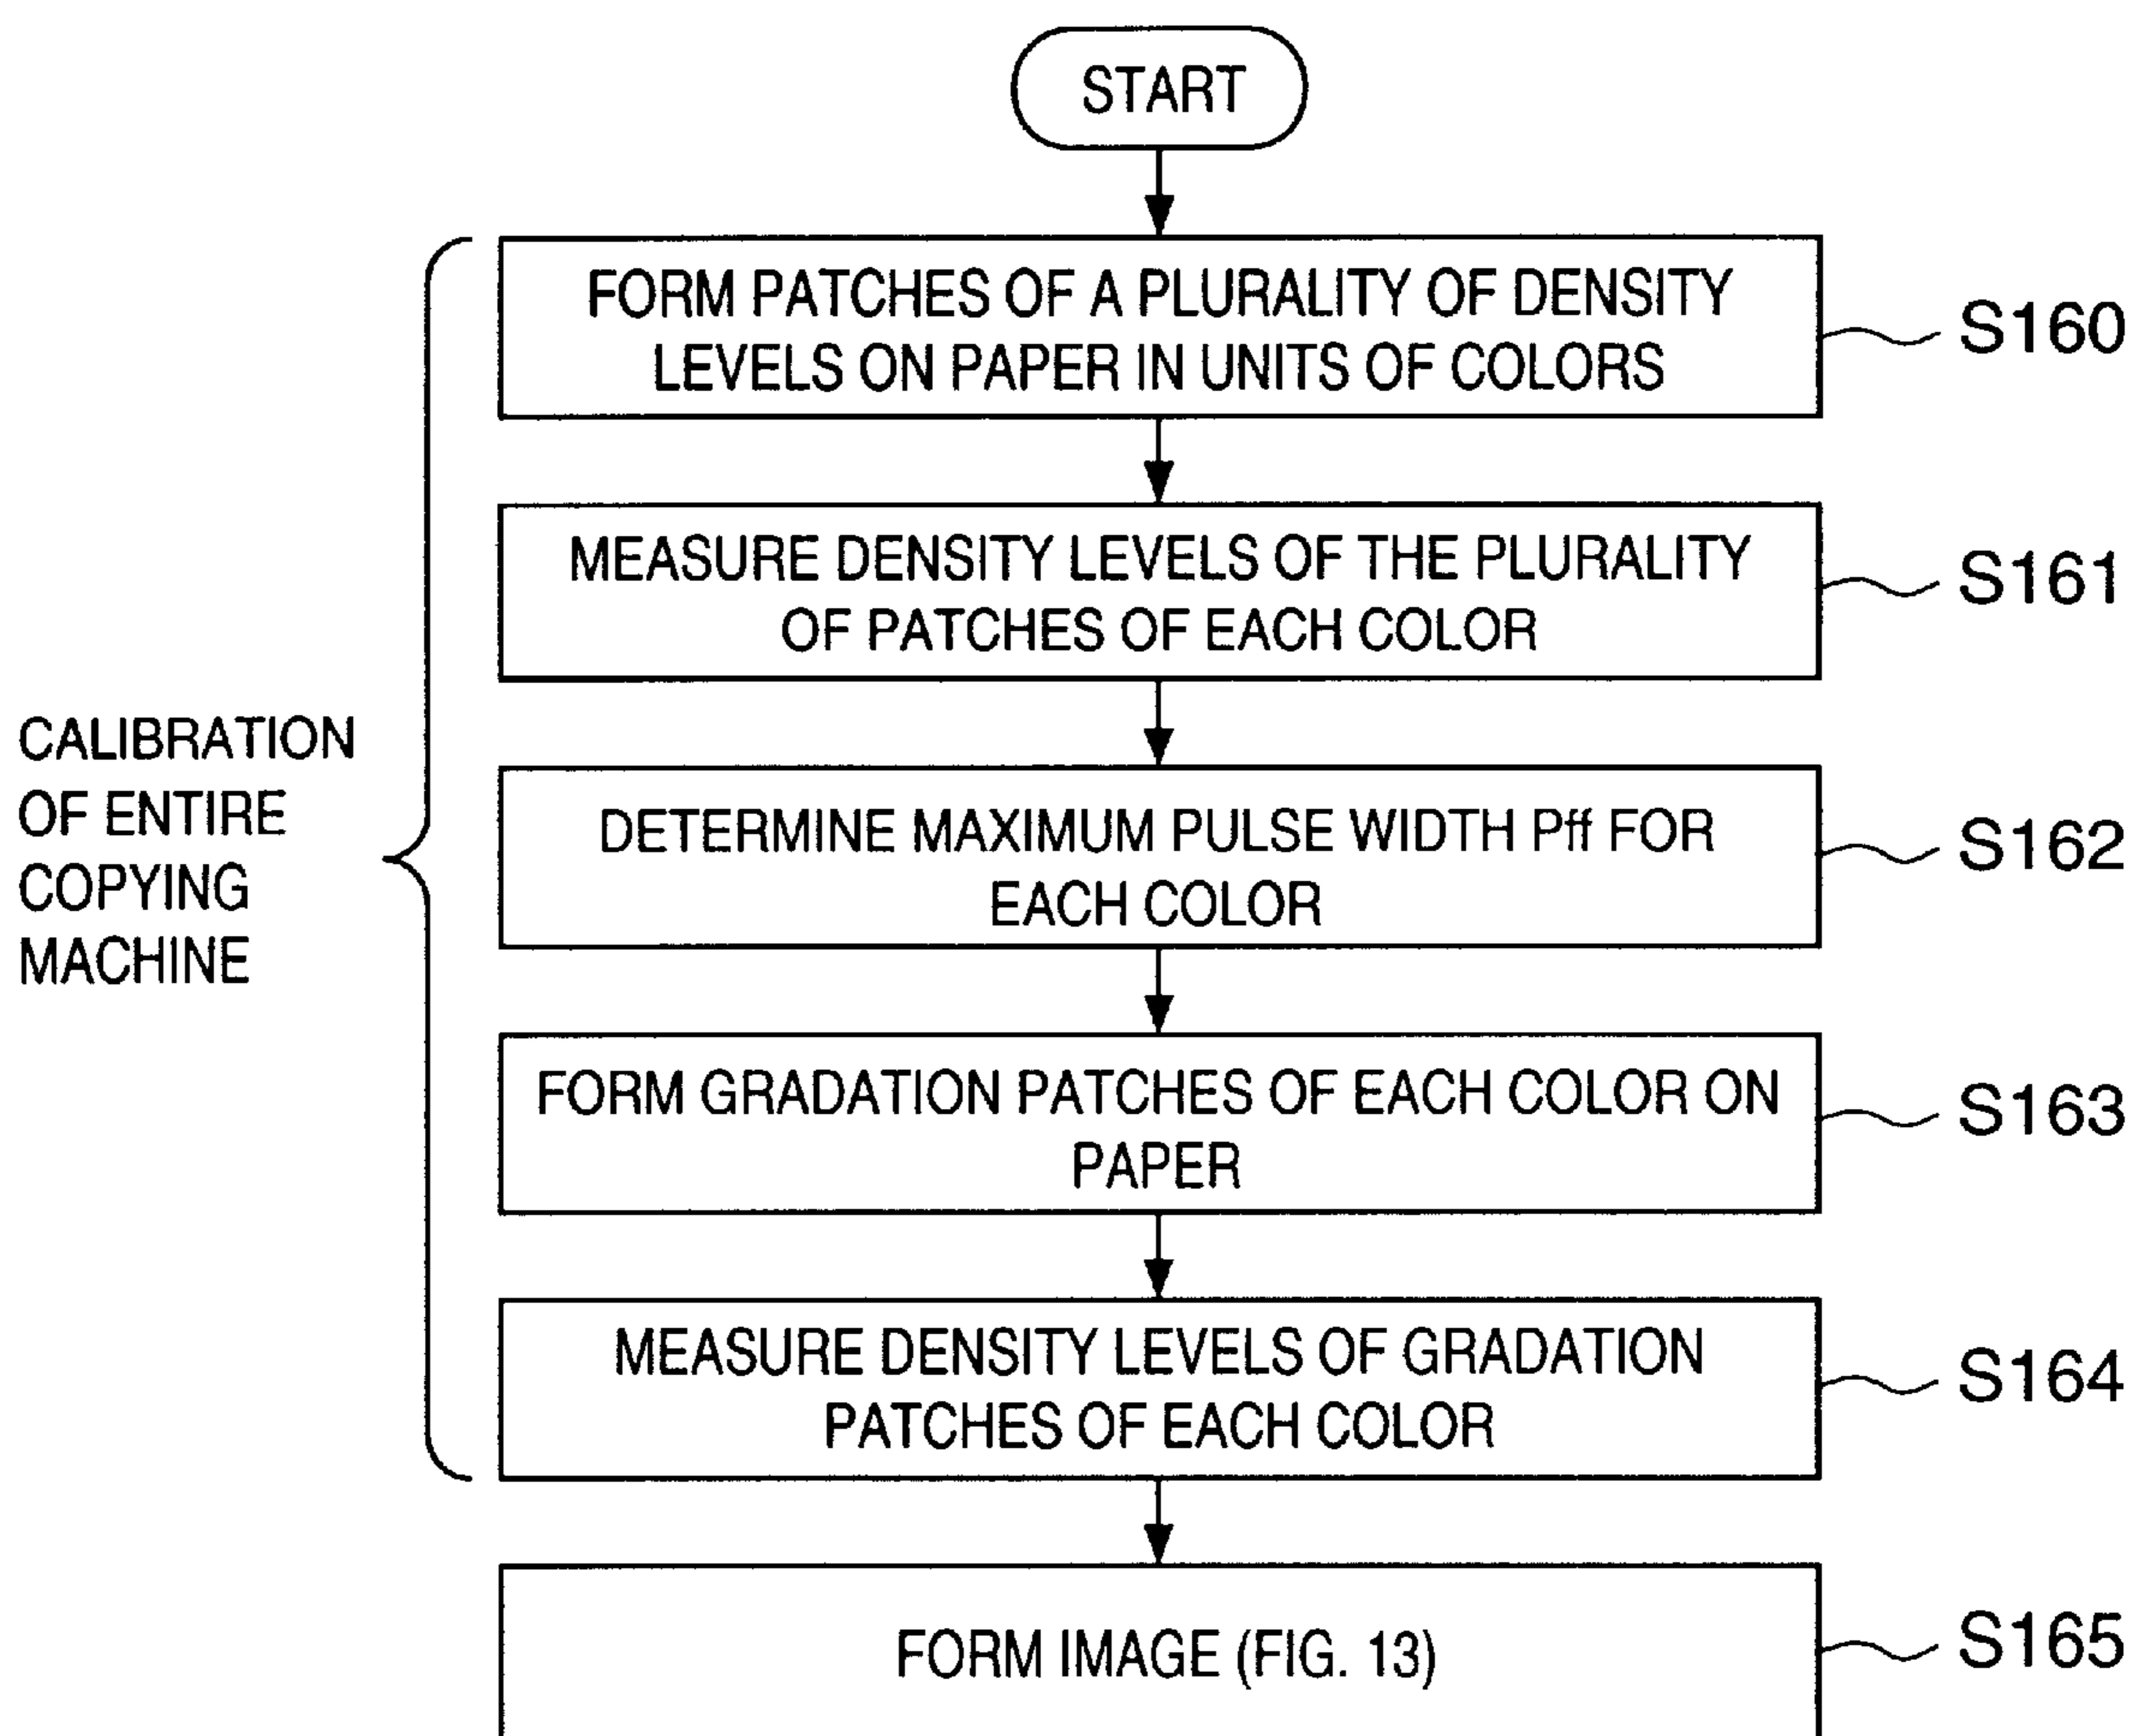 START
FORM PATCHES OF A PLURALITY OF DENSITY
LEVELS ON PAPER IN UNITS OF COLORS
S160
MEASURE DENSITY LEVELS OF THE PLURALITY
OF PATCHES OF EACH COLOR
S161
CALIBRATION
OF ENTIRE
COPYING
MACHINE
DETERMINE MAXIMUM PULSE WIDTH Pff FOR
EACH COLOR
S162
FORM GRADATION PATCHES OF EACH COLOR ON
PAPER
S163
MEASURE DENSITY LEVELS OF GRADATION
PATCHES OF EACH COLOR
S164
FORM IMAGE (FIG. 13)
S165